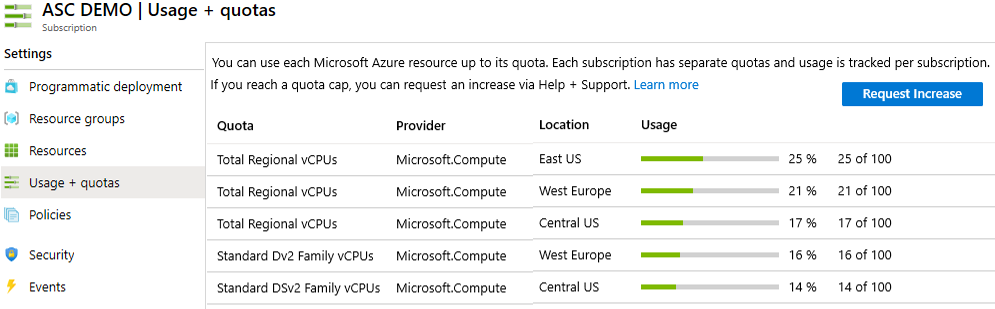 ASC DEMO | Usage + quotas
Subscription
Settings
Programmatic deployment
Resource groups
Resources
Usage + quotas
Policies
Security
Events
You can use each Microsoft Azure resource up to its quota. Each subscription has separate quotas and usage is tracked per subscription.
If you reach a quota cap, you can request an increase via Help + Support. Learn more
Request Increase
Quota Provider Location Usage
Total Regional vCPUs Microsoft.Compute East US 25 % 25 of 100
Total Regional vCPUs Microsoft.Compute West Europe 21 % 21 of 100
Total Regional vCPUs Microsoft.Compute Central US 17 % 17 of 100
Standard Dv2 Family vCPUs Microsoft.Compute West Europe 16 % 16 of 100
Standard DSv2 Family vCPUs Microsoft.Compute Central US 14 % 14 of 100